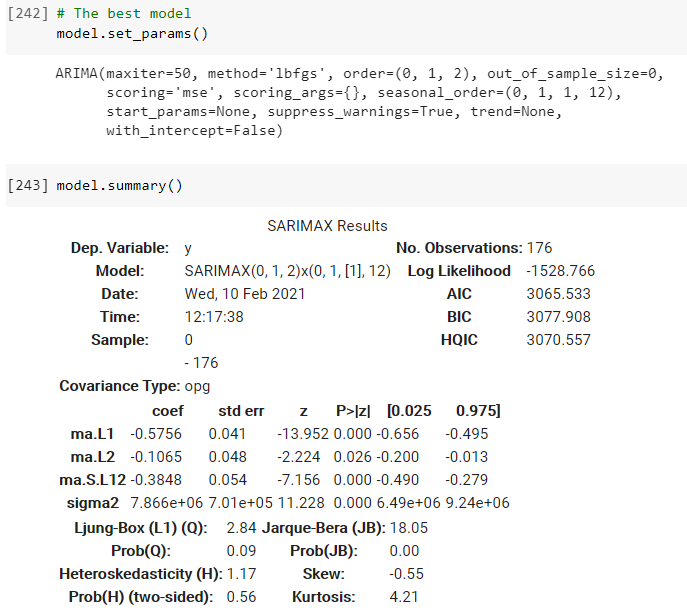 [242] # The best model
model.set_params()
ARIMA(maxiter=50, method='lbfgs', order=(0, 1, 2), out_of_sample_size=0,
scoring='mse', scoring_args={}, seasonal_order=(0, 1, 1, 12),
start_params=None, suppress_warnings=True, trend=None,
with_intercept=False)
[243] model.summary()
SARIMAX Results
Dep. Variable: y No. Observations: 176
Model: SARIMAX(0, 1, 2)x(0, 1, [1], 12) Log Likelihood -1528.766
Date: Wed, 10 Feb 2021 AIC 3065.533
Time: 12:17:38 BIC 3077.908
Sample: 0 HQIC 3070.557
- 176
Covariance Type: opg
coef std err z P>|z| [0.025 0.975]
ma.L1 -0.5756 0.041 -13.952 0.000 -0.656 -0.495
ma.L2 -0.1065 0.048 -2.224 0.026 -0.200 -0.013
ma.S.L12 -0.3848 0.054 -7.156 0.000 -0.490 -0.279
sigma2 7.866e+06 7.01e+05 11.228 0.000 6.49e+06 9.24e+06
Ljung-Box (L1) (Q): 2.84 Jarque-Bera (JB): 18.05
Prob(Q): 0.09 Prob(JB): 0.00
Heteroskedasticity (H): 1.17 Skew: -0.55
Prob(H) (two-sided): 0.56 Kurtosis: 4.21